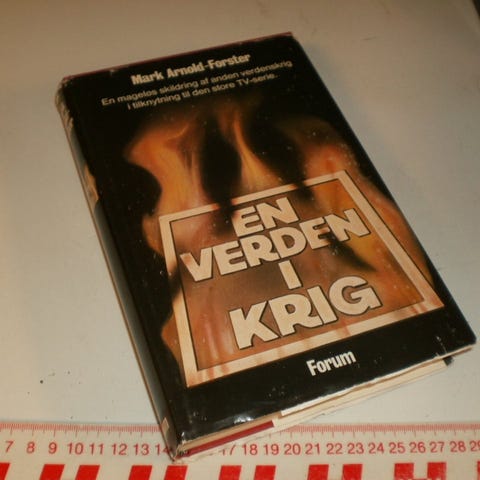 Mark Arnold-Forster
En mageløs skildring af anden verdenskrig
i tilknytning til den store TV-serie.
EN
VERDEN
I
KRIG
Forum
7 8 9 10 11 12 13 14 15 16 17 18 19 20 21 22 23 24 25 26 27 28 29